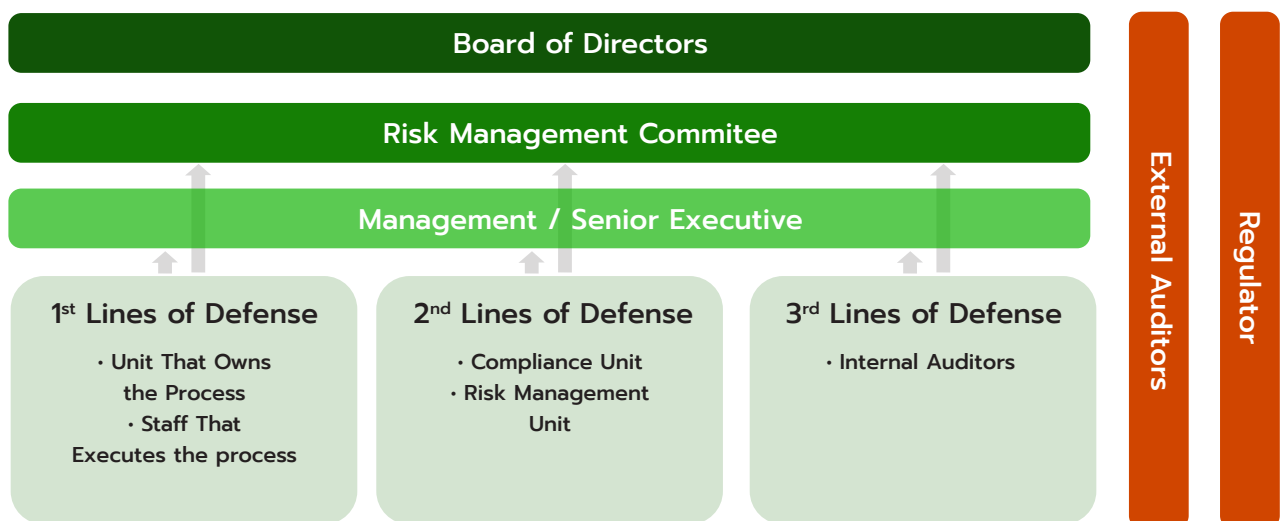 Board of Directors
Risk Management Commitee
Management / Senior Executive
1st Lines of Defense
• Unit That Owns
the Process
• Staff That
Executes the process
2nd Lines of Defense
• Compliance Unit
• Risk Management
Unit
3rd Lines of Defense
• Internal Auditors
External Auditors
Regulator